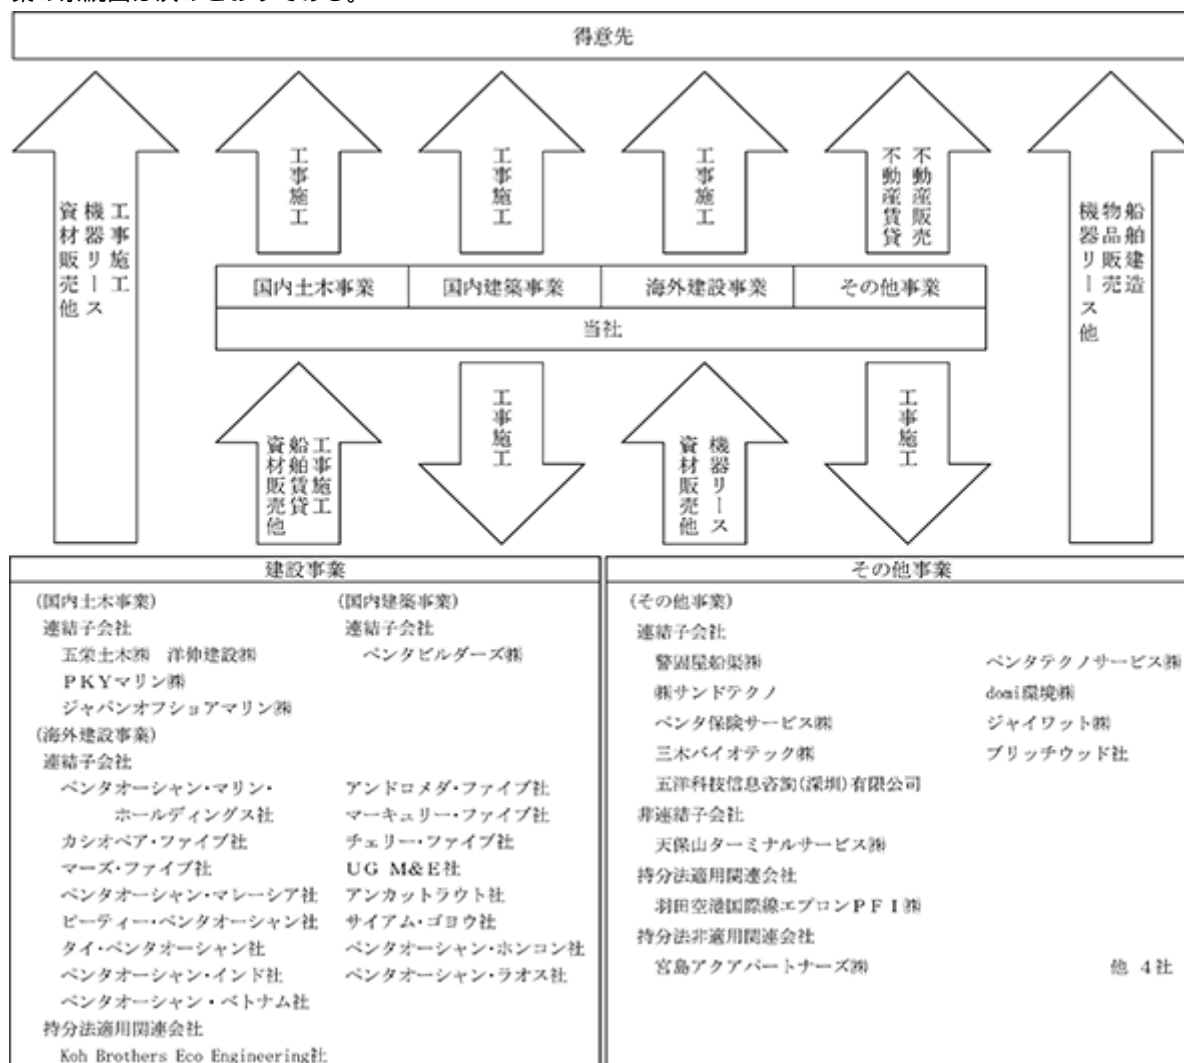 得意先
工事施工
機器リース
資材販売他
工事施工
工事施工
工事施工
不動産販売
不動産賃貸
船舶建造
物品販売
機器リース他
国内土木事業 国内建築事業 海外建設事業 その他事業
当社
工事施工
船舶賃貸
資材販売他
工事施工
機器リース
資材販売他
工事施工
建設事業
(国内土木事業) (国内建築事業)
連結子会社 連結子会社
五栄土木㈱ 洋伸建設㈱ ペンタビルダーズ㈱
PKYマリン㈱
ジャパンオフショアマリン㈱
(海外建設事業)
連結子会社
ペンタオーシャン・マリン・ アンドロメダ・ファイブ社
ホールディングス社 マーキュリー・ファイブ社
カシオペア・ファイブ社 チェリー・ファイブ社
マーズ・ファイブ社 UG M&E社
ペンタオーシャン・マレーシア社 アンカットラウト社
ピーティー・ペンタオーシャン社 サイアム・ゴヨウ社
タイ・ペンタオーシャン社 ペンタオーシャン・ホンコン社
ペンタオーシャン・インド社 ペンタオーシャン・ラオス社
ペンタオーシャン・ベトナム社
持分法適用関連会社
Koh Brothers Eco Engineering社
その他事業
(その他事業)
連結子会社
警固屋船渠㈱ ペンタテクノサービス㈱
㈱サンドテクノ domi環境㈱
ペンタ保険サービス㈱ ジャイワット㈱
三木バイオテック㈱ ブリッチウッド社
五洋科技信息咨詢(深圳)有限公司
非連結子会社
天保山ターミナルサービス㈱
持分法適用関連会社
羽田空港国際線エプロンPFI㈱
持分法非適用関連会社
宮島アクアパートナーズ㈱ 他 4社